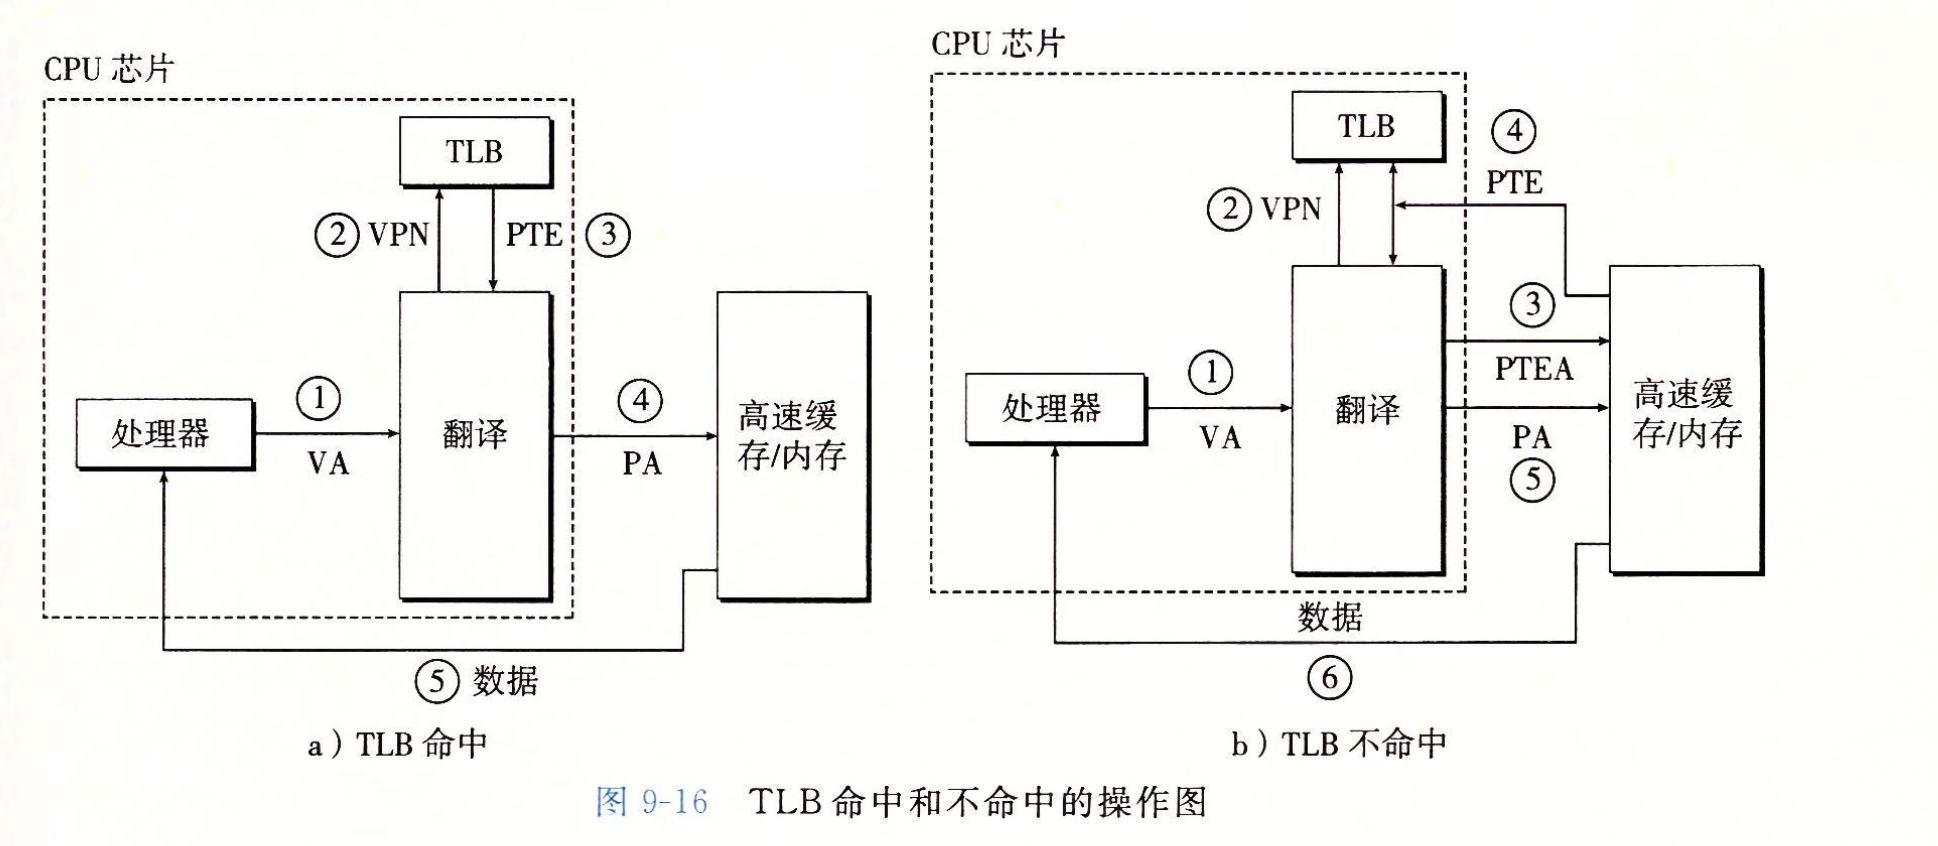 CPU 芯片
TLB
② VPN
PTE ③
处理器
①
VA
翻译
④
PA
高速缓
存/内存
⑤ 数据
a）TLB 命中
CPU 芯片
TLB
④
PTE
② VPN
③
PTEA
处理器
①
VA
翻译
PA
⑤
高速缓
存/内存
数据
⑥
b）TLB 不命中
图 9-16 TLB 命中和不命中的操作图